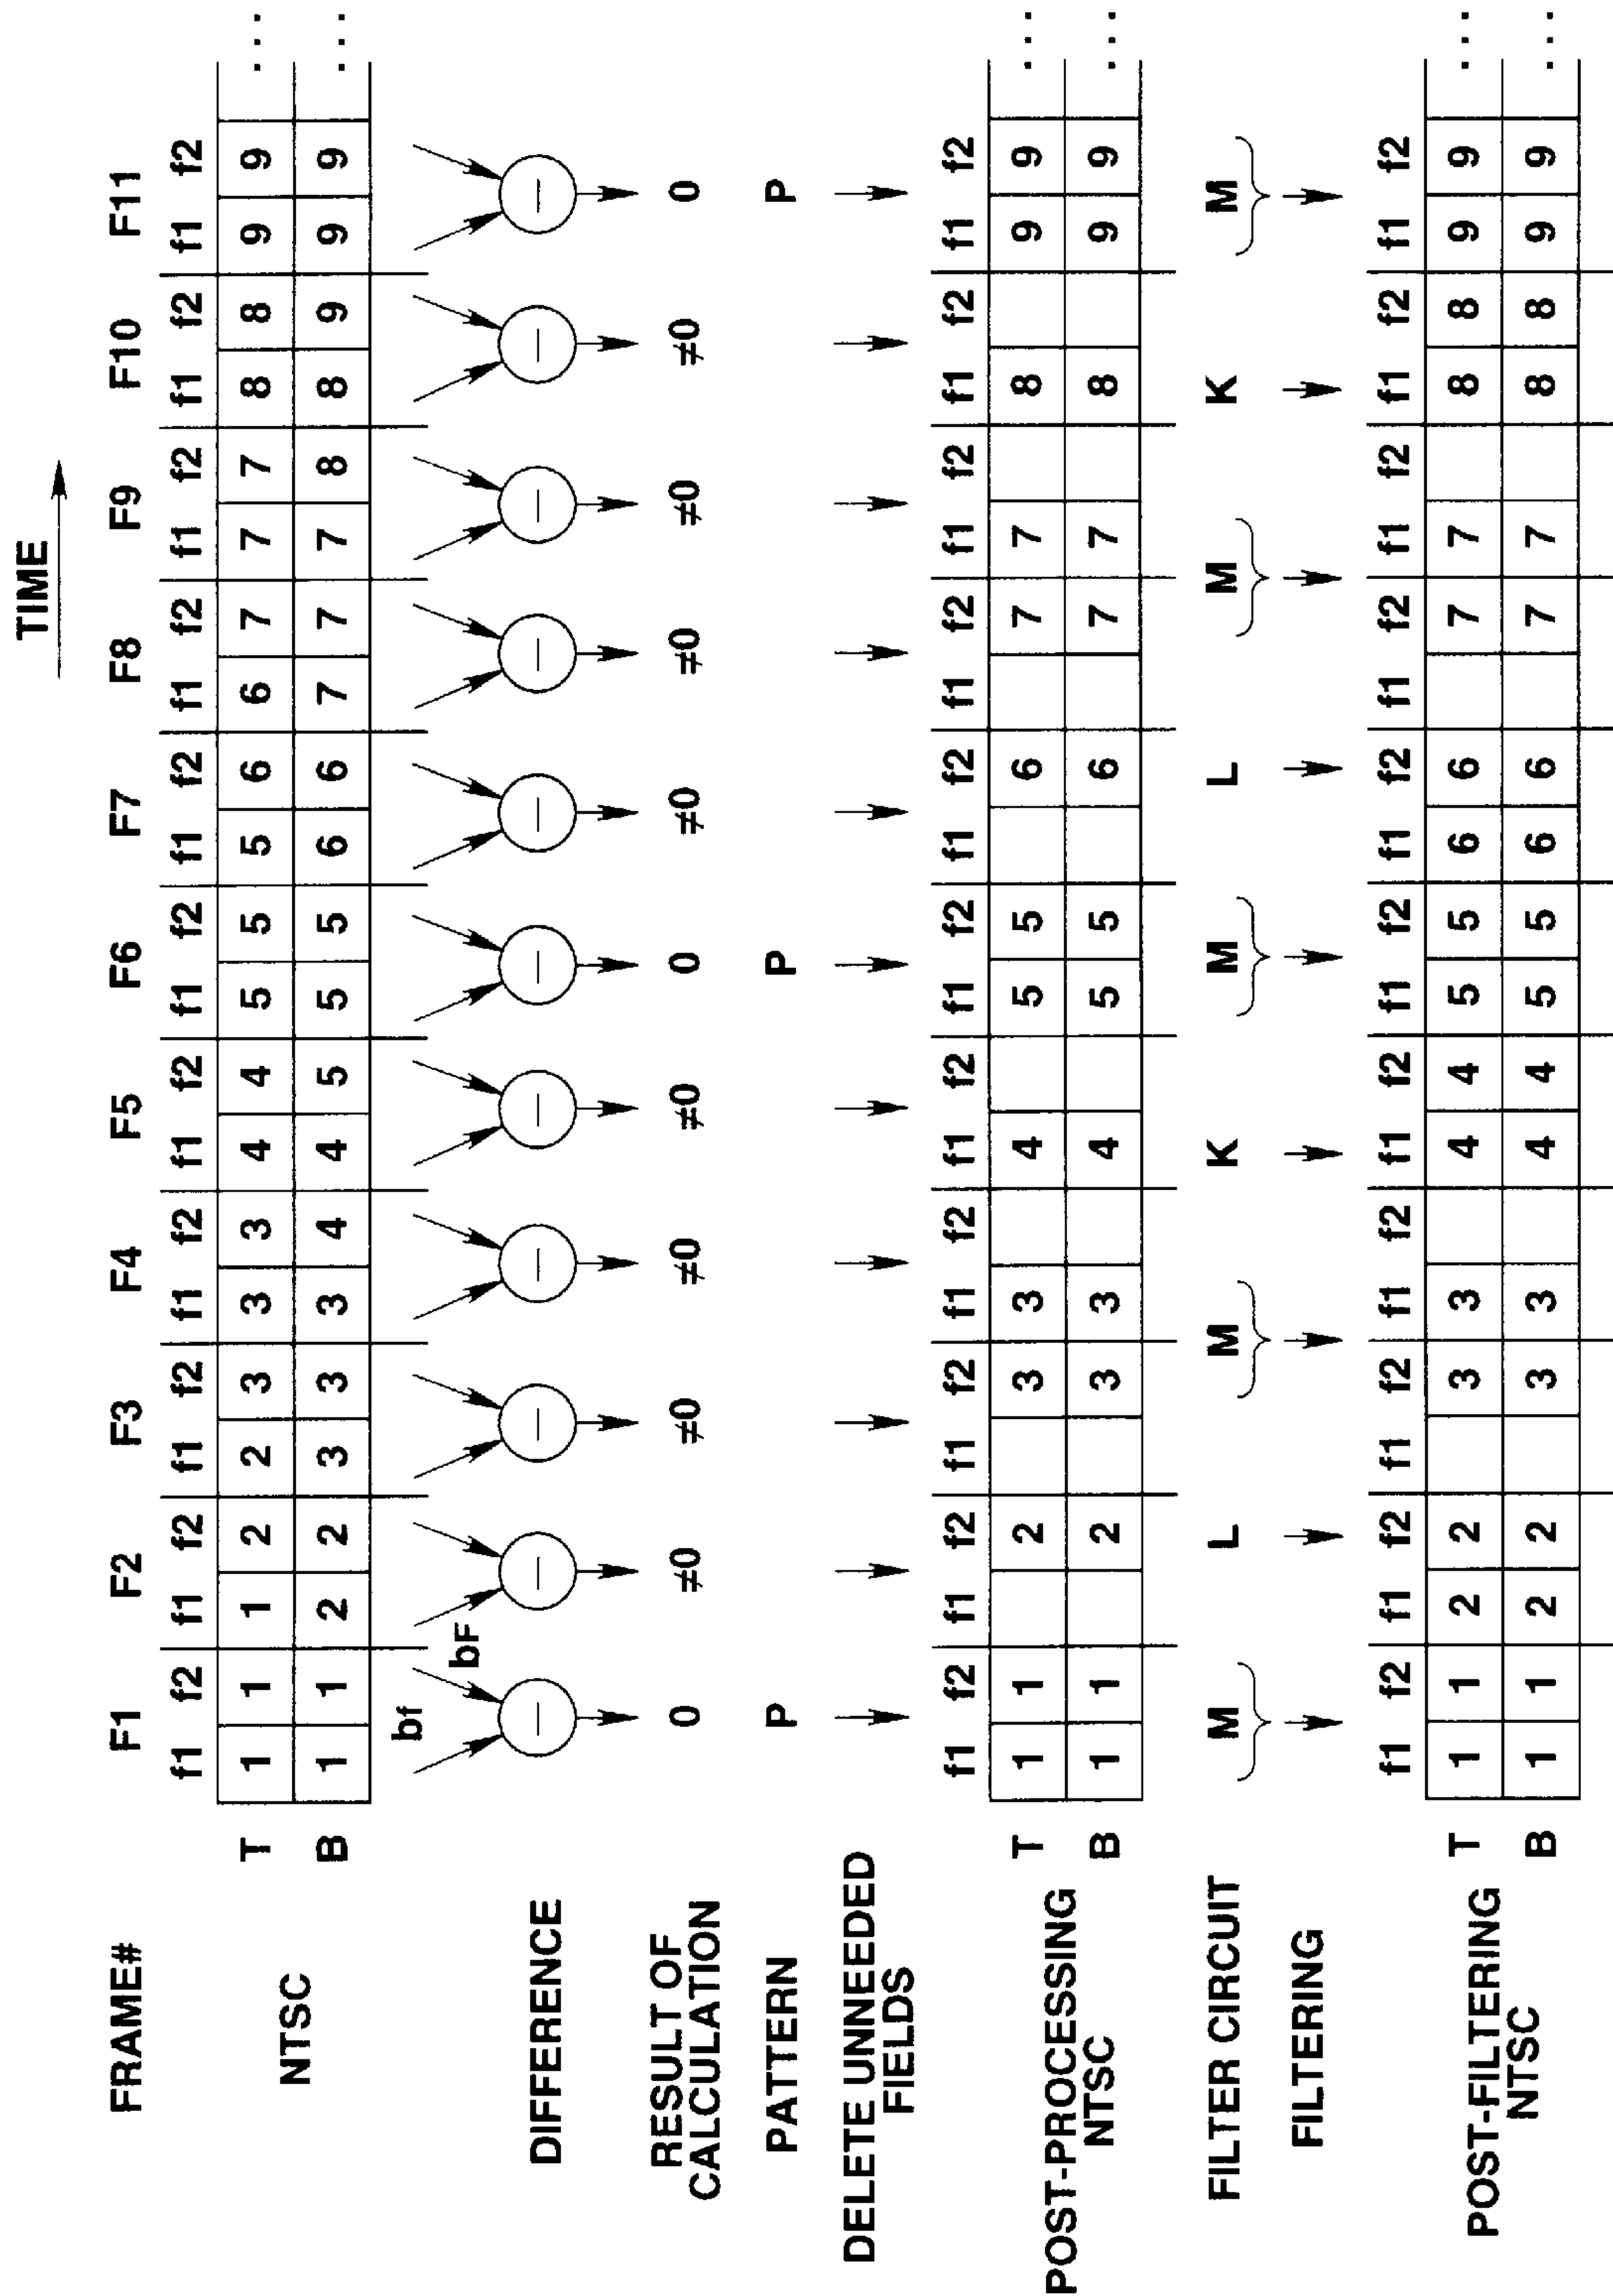 TIME
FRAME# F1 F2 F3 F4 F5 F6 F7 F8 F9 F10 F11
f1 f2 f1 f2 f1 f2 f1 f2 f1 f2 f1 f2 f1 f2 f1 f2 f1 f2 f1 f2 f1 f2
NTSC
T 1 1 1 2 2 3 3 3 4 4 5 5 5 6 6 7 7 7 8 8 9 9 ...
B 1 1 2 2 3 3 3 4 4 5 5 5 6 6 7 7 7 8 8 9 9 9 ...
bf bF
DIFFERENCE − − − − − − − − − − −
RESULT OF
CALCULATION
0 ≠0 ≠0 ≠0 ≠0 0 ≠0 ≠0 ≠0 ≠0 0
PATTERN P P P
DELETE UNNEEDED
FIELDS
f1 f2 f1 f2 f1 f2 f1 f2 f1 f2 f1 f2 f1 f2 f1 f2 f1 f2 f1 f2 f1 f2
POST-PROCESSING
NTSC
T 1 1 2 3 3 4 5 5 6 7 7 8 9 9 ...
B 1 1 2 3 3 4 5 5 6 7 7 8 9 9 ...
FILTER CIRCUIT M L M K M L M K M
FILTERING
f1 f2 f1 f2 f1 f2 f1 f2 f1 f2 f1 f2 f1 f2 f1 f2 f1 f2 f1 f2 f1 f2
POST-FILTERING
NTSC
T 1 1 2 2 3 3 4 4 5 5 6 6 7 7 8 8 9 9 ...
B 1 1 2 2 3 3 4 4 5 5 6 6 7 7 8 8 9 9 ...